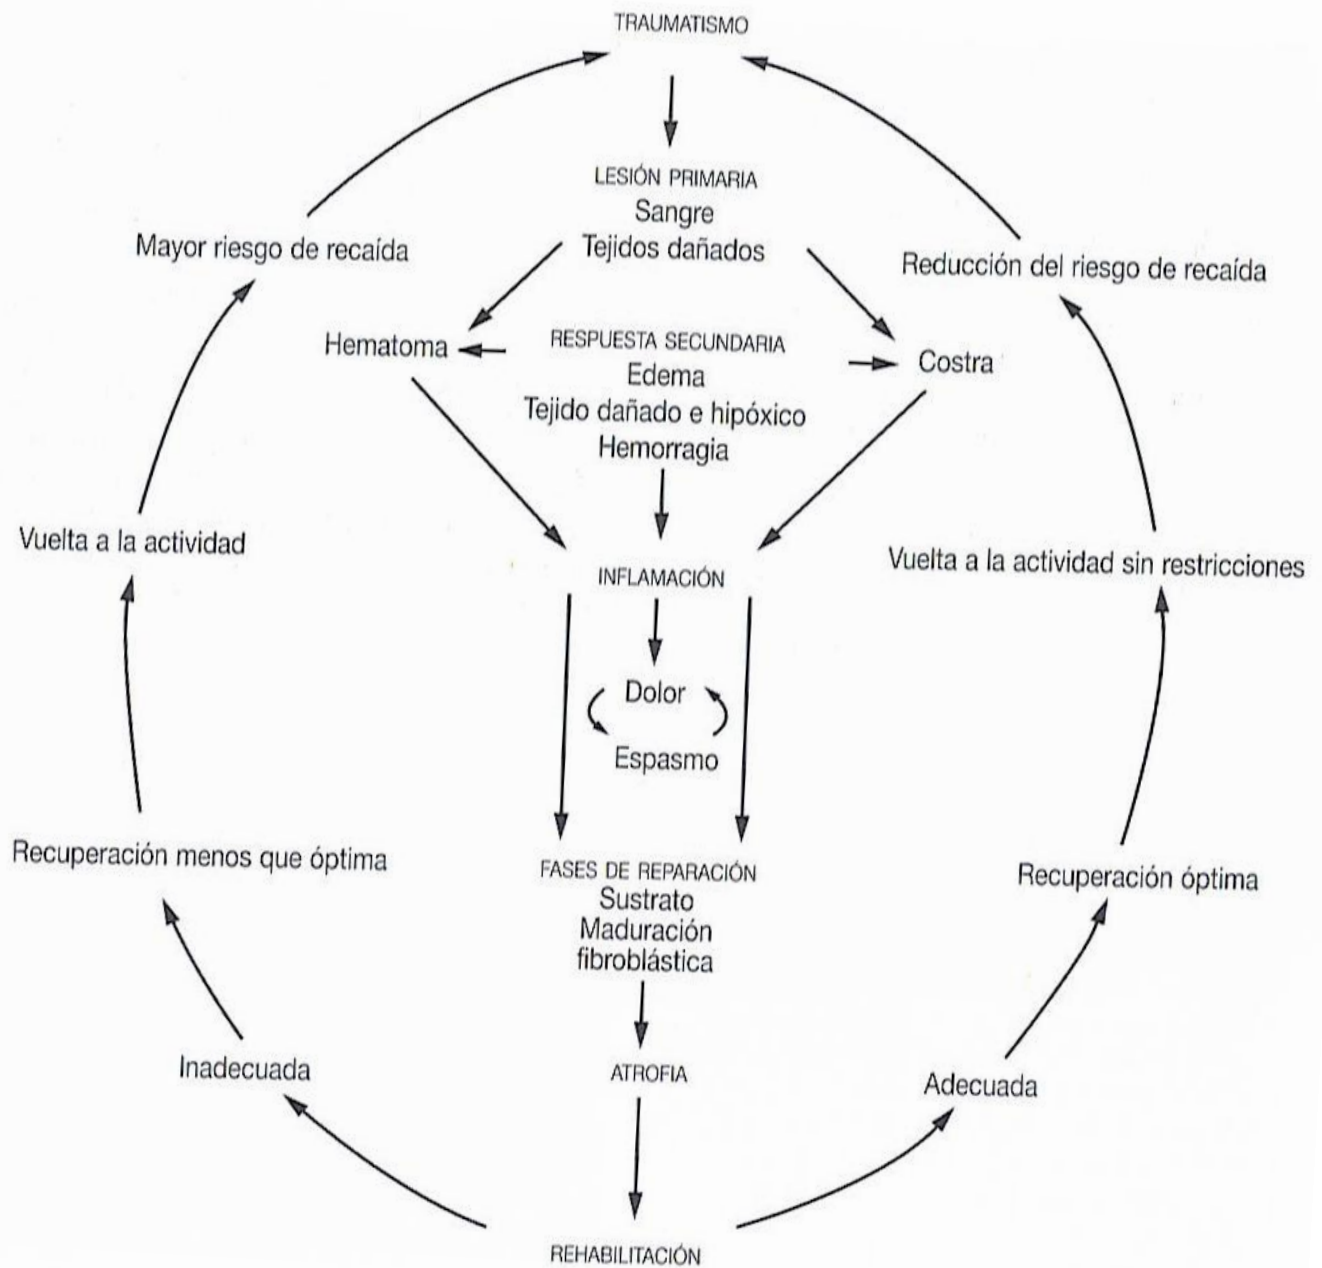 TRAUMATISMO
LESIÓN PRIMARIA
Sangre
Tejidos dañados
Mayor riesgo de recaída
Reducción del riesgo de recaída
Hematoma
RESPUESTA SECUNDARIA
Edema
Tejido dañado e hipóxico
Hemorragia
Costra
Vuelta a la actividad
INFLAMACIÓN
Vuelta a la actividad sin restricciones
Dolor
Espasmo
Recuperación menos que óptima
FASES DE REPARACIÓN
Sustrato
Maduración
fibroblástica
Recuperación óptima
Inadecuada
ATROFIA
Adecuada
REHABILITACIÓN